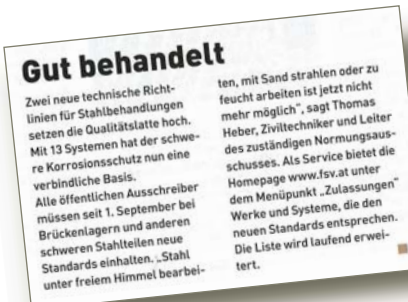 Gut behandelt
Zwei neue technische Richt-
linien für Stahlbehandlungen
setzen die Qualitätslatte hoch.
Mit 13 Systemen hat der schwe-
re Korrosionsschutz nun eine
verbindliche Basis.
Alle öffentlichen Ausschreiber
müssen seit 1. September bei
Brückenlagern und anderen
schweren Stahlteilen neue
Standards einhalten. „Stahl
unter freiem Himmel bearbei-
ten, mit Sand strahlen oder zu
feucht arbeiten ist jetzt nicht
mehr möglich“, sagt Thomas
Heber, Ziviltechniker und Leiter
des zuständigen Normungsaus-
schusses. Als Service bietet die
Homepage www.fsv.at unter
dem Menüpunkt „Zulassungen“
Werke und Systeme, die den
neuen Standards entsprechen.
Die Liste wird laufend erwei-
tert.